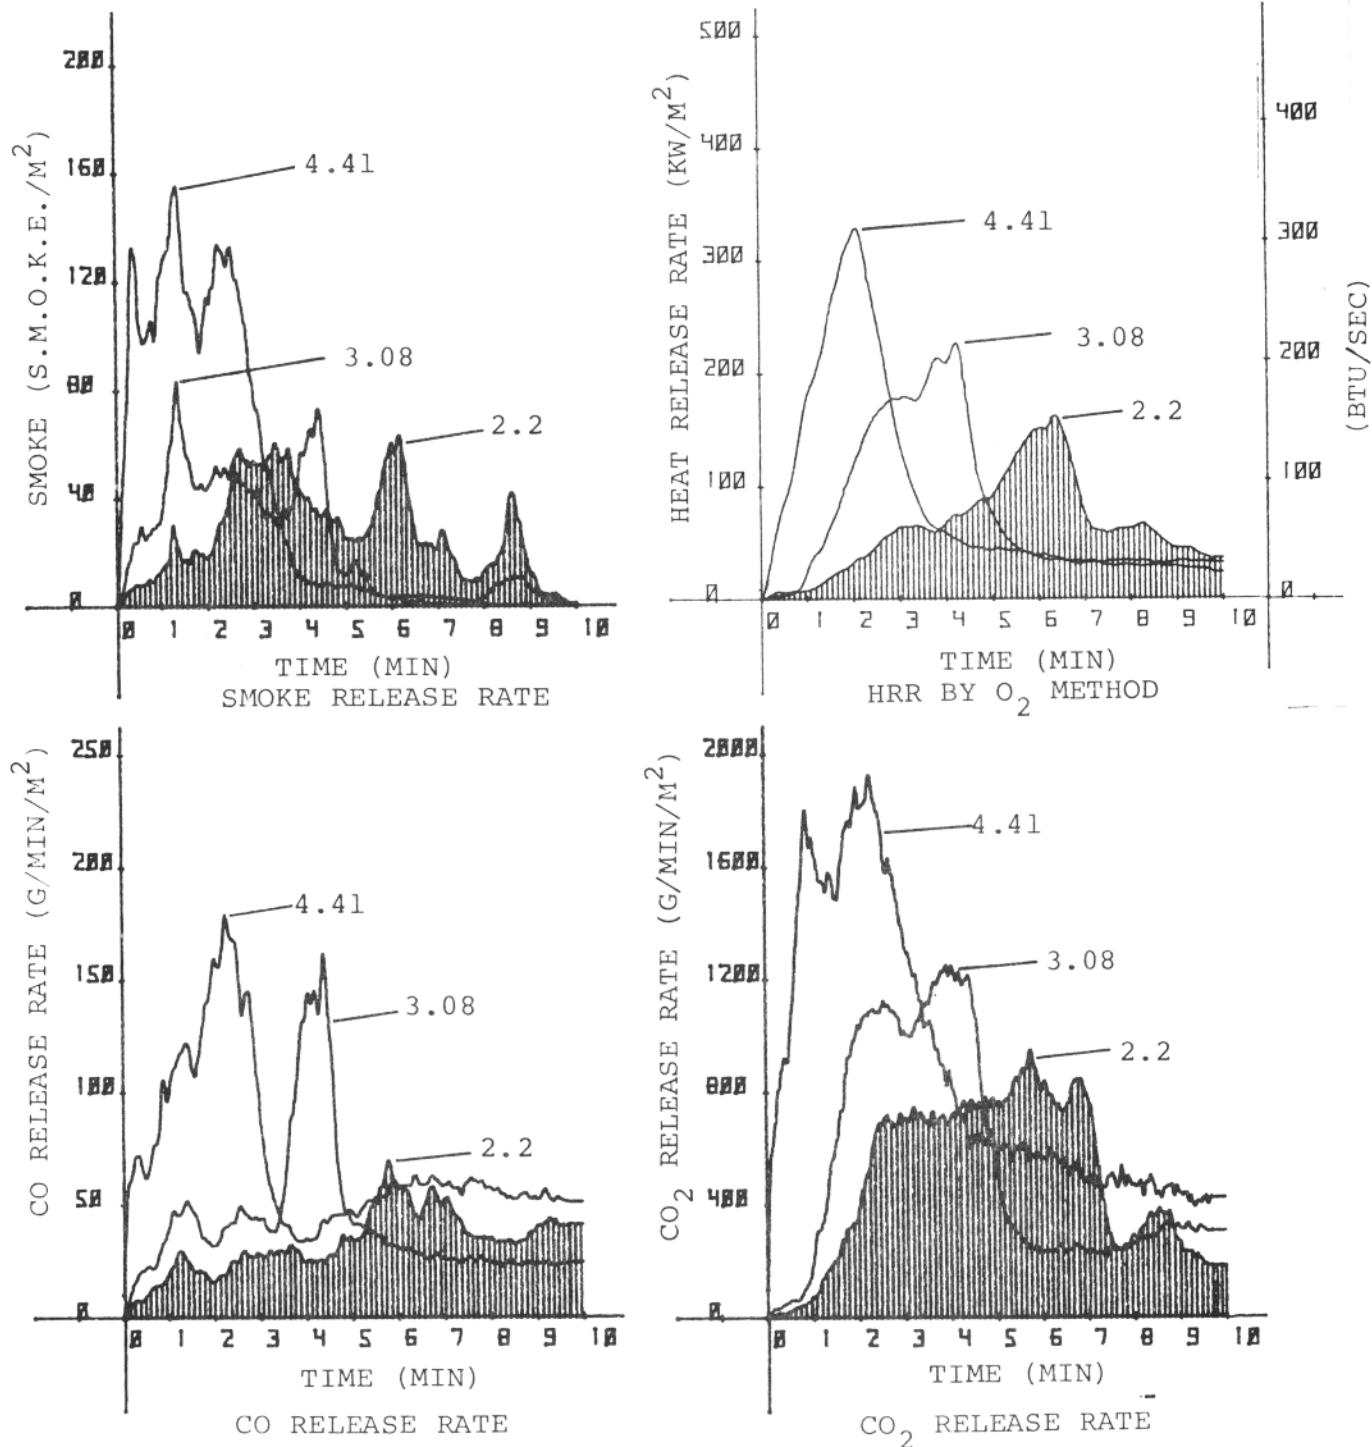 SMOKE (S.M.O.K.E./M2)
200
160
120
80
40
0
4.41
3.08
2.2
0 1 2 3 4 5 6 7 8 9 10
TIME (MIN)
SMOKE RELEASE RATE
HEAT RELEASE RATE (KW/M2)
500
400
300
200
100
0
4.41
3.08
2.2
400
300
200
100
0
(BTU/SEC)
0 1 2 3 4 5 6 7 8 9 10
TIME (MIN)
HRR BY O2 METHOD
CO RELEASE RATE (G/MIN/M2)
250
200
150
100
50
0
4.41
3.08
2.2
0 1 2 3 4 5 6 7 8 9 10
TIME (MIN)
CO RELEASE RATE
CO2 RELEASE RATE (G/MIN/M2)
2000
1600
1200
800
400
0
4.41
3.08
2.2
0 1 2 3 4 5 6 7 8 9 10
TIME (MIN)
CO2 RELEASE RATE